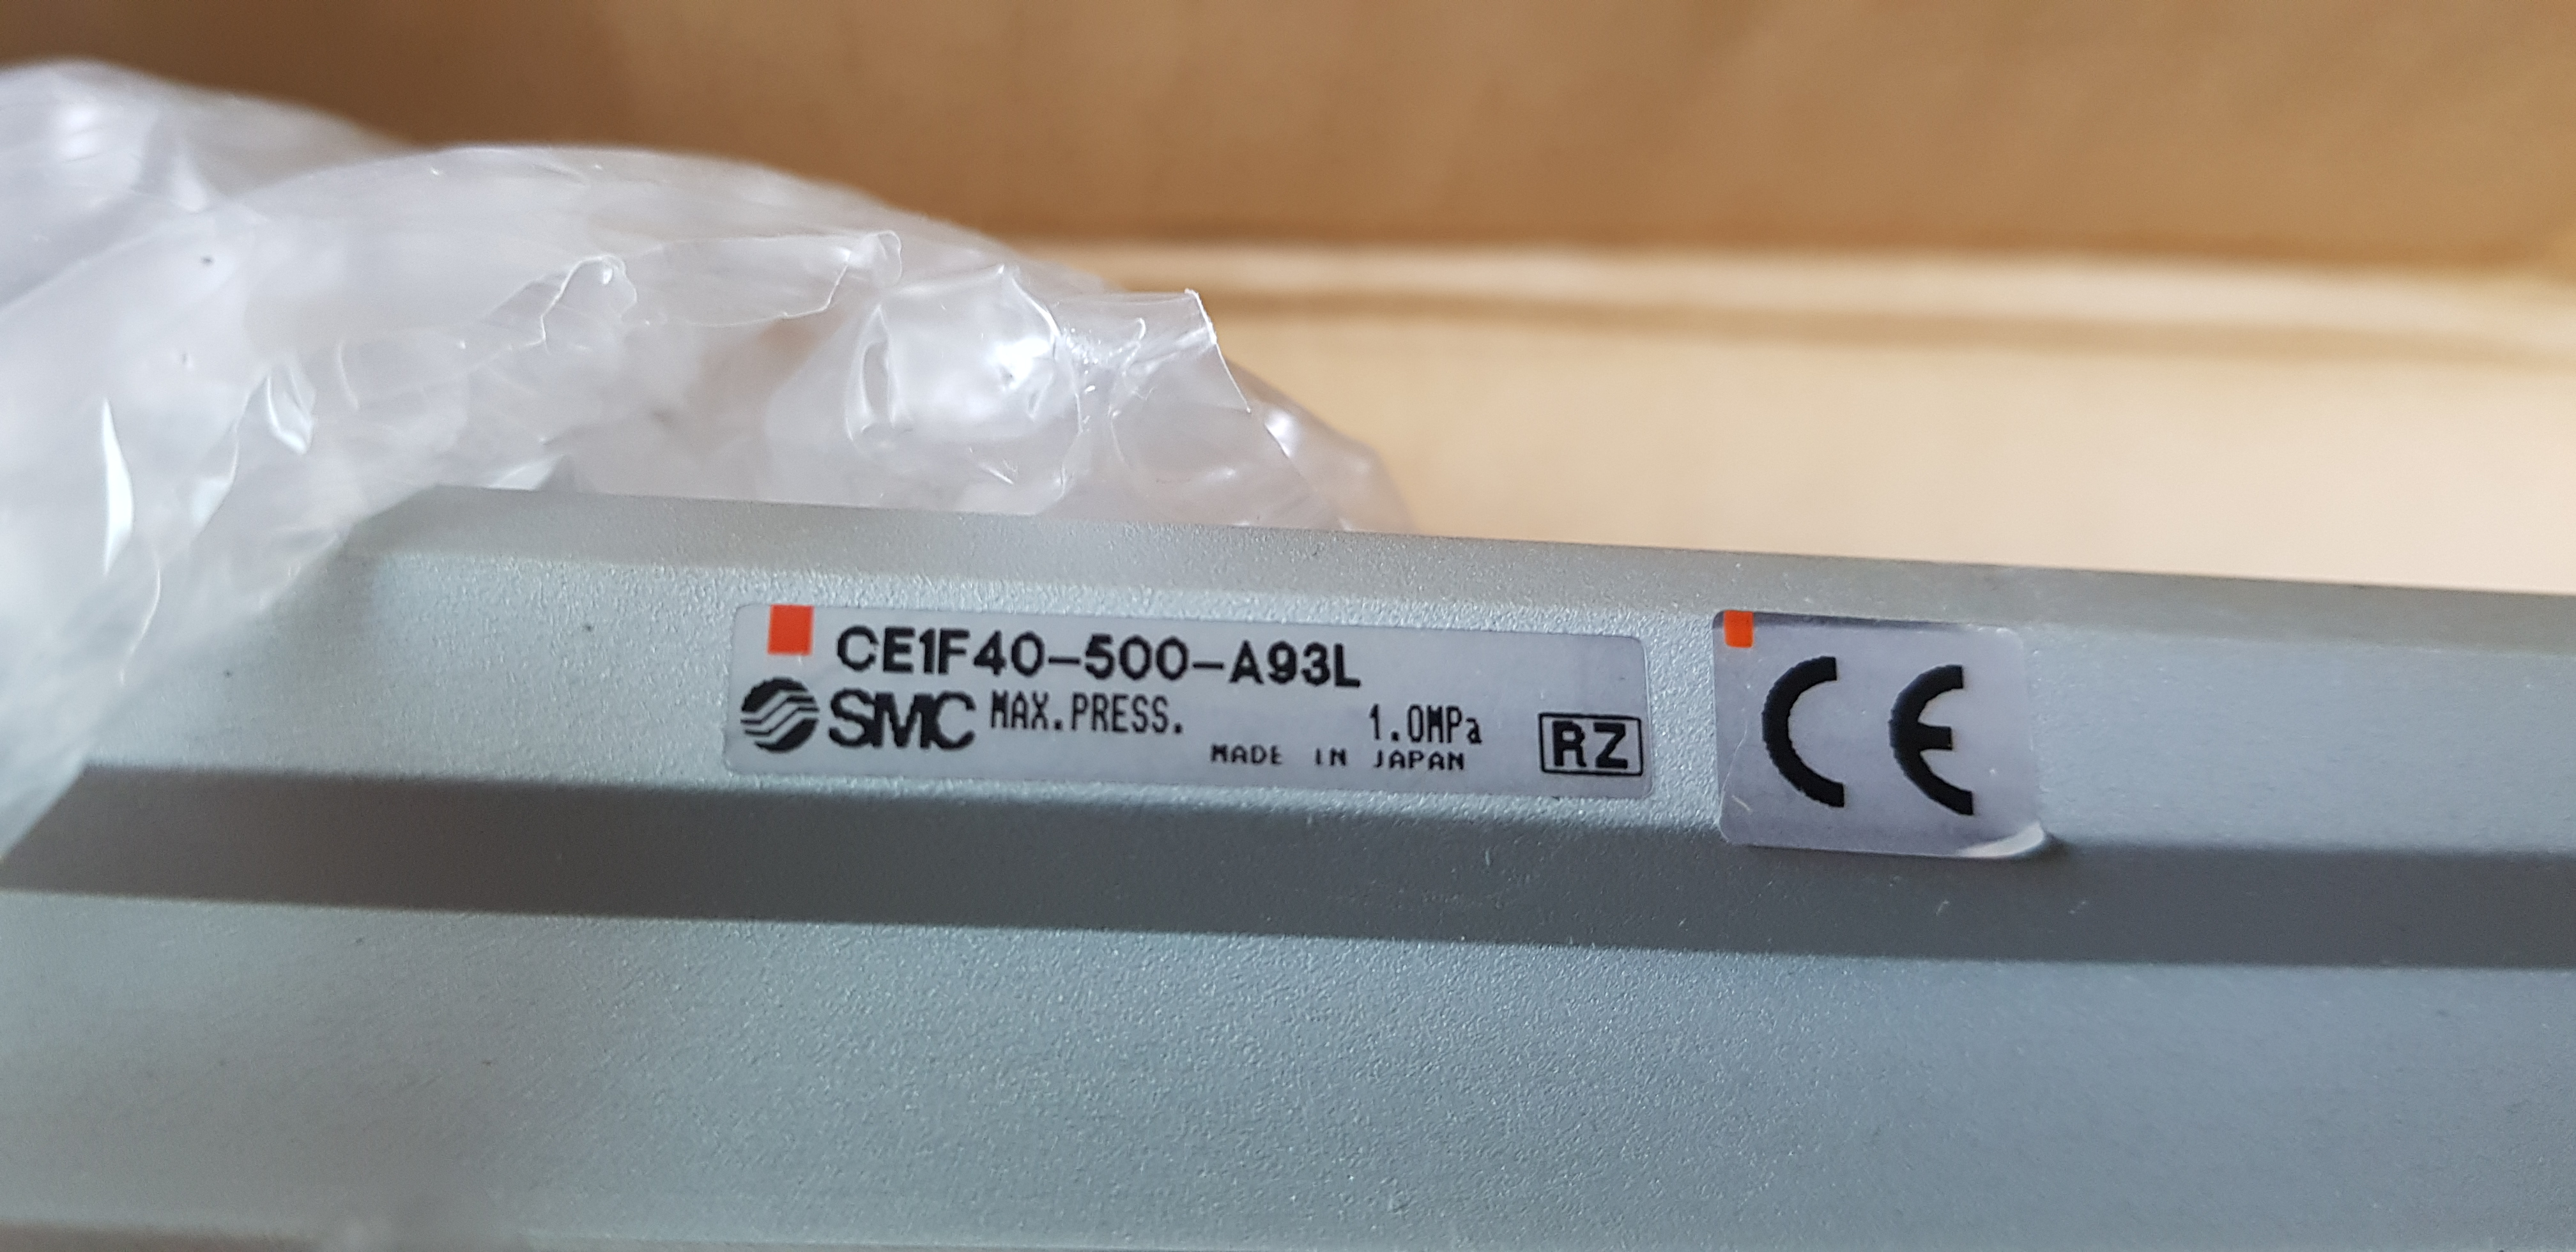 CE1F40-500-A93L
SMC MAX.PRESS. 1.0MPa
MADE IN JAPAN RZ
CE